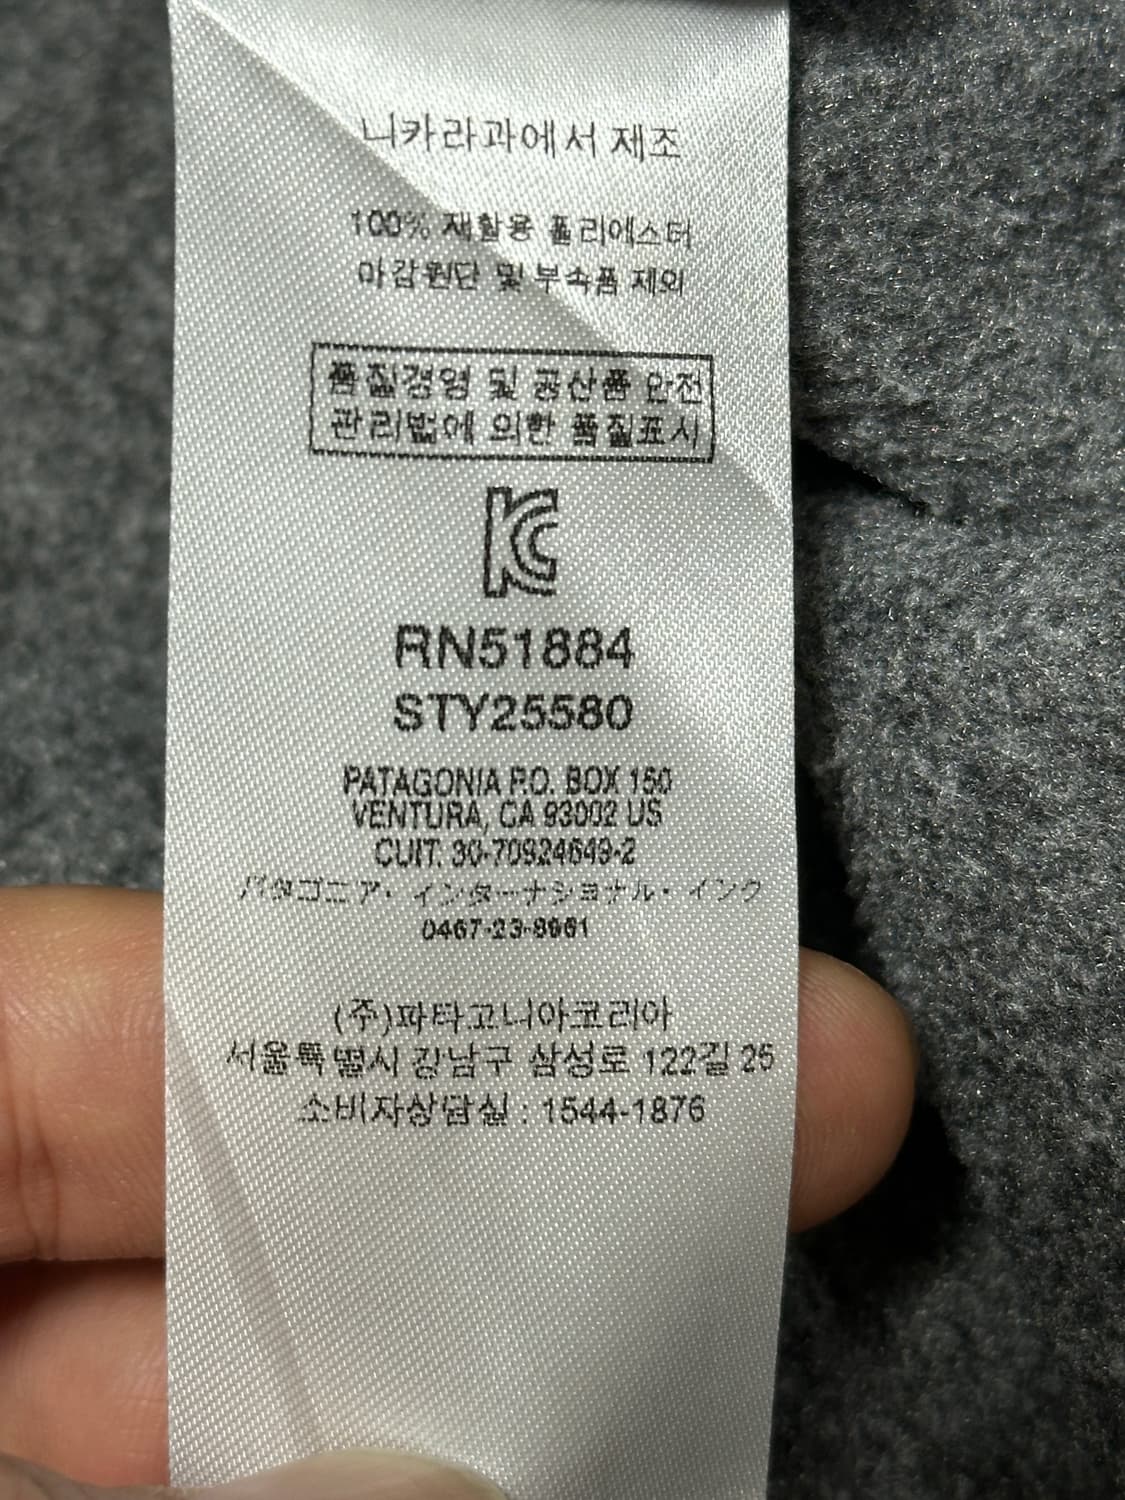 니카라과에서 제조
100% 재활용 폴리에스터
마감원단 및 부속품 제외
품질경영 및 공산품 안전
관리법에 의한 품질표시
KC
RN51884
STY25580
PATAGONIA P.O. BOX 150
VENTURA, CA 93002 US
CUIT. 30-70924649-2
パタゴニア・インターナショナル・インク
0467-23-8961
(주)파타고니아코리아
서울특별시 강남구 삼성로 122길 25
소비자상담실 : 1544-1876